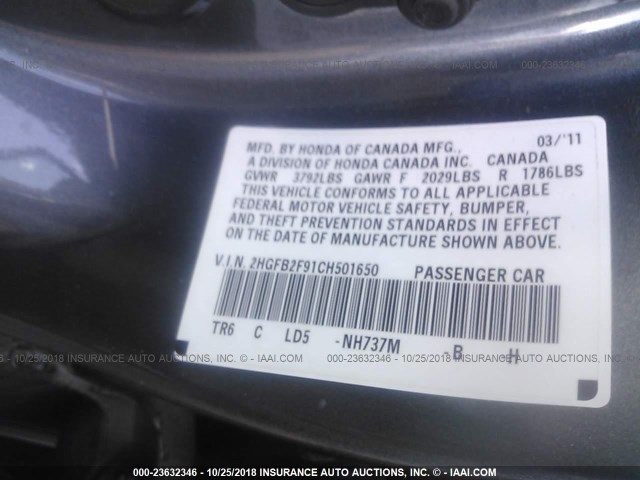 MFD. BY HONDA OF CANADA MFG., 03/'11
A DIVISION OF HONDA CANADA INC. CANADA
GVWR 3792LBS GAWR F 2029LBS R 1786LBS
THIS VEHICLE CONFORMS TO ALL APPLICABLE
FEDERAL MOTOR VEHICLE SAFETY, BUMPER,
AND THEFT PREVENTION STANDARDS IN EFFECT
ON THE DATE OF MANUFACTURE SHOWN ABOVE.
V.I.N. 2HGFB2F91CH501650 PASSENGER CAR
TR6 C LD5 -NH737M -B H
000-23632346 - 10/25/2018 INSURANCE AUTO AUCTIONS, INC. - © IAAI.COM